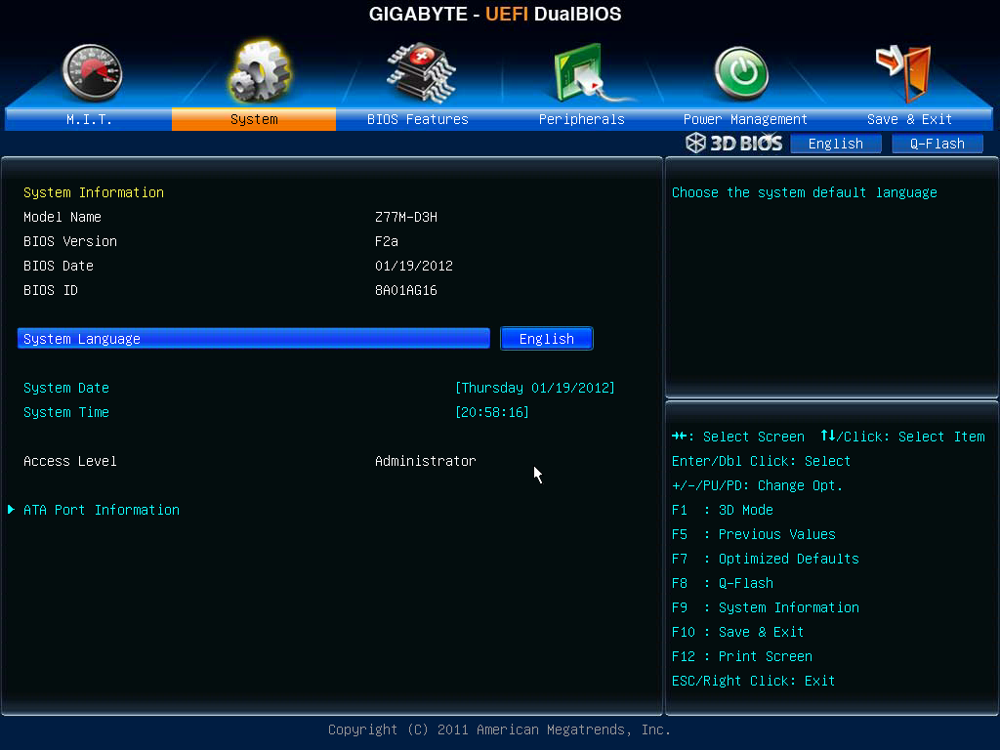 GIGABYTE - UEFI DualBIOS
M.I.T. System BIOS Features Peripherals Power Management Save & Exit
3D BIOS English Q-Flash
System Information
Model Name Z77M-D3H
BIOS Version F2a
BIOS Date 01/19/2012
BIOS ID 8A01AG16
System Language English
System Date [Thursday 01/19/2012]
System Time [20:58:16]
Access Level Administrator
ATA Port Information
Choose the system default language
→←: Select Screen ↑↓/Click: Select Item
Enter/Dbl Click: Select
+/-/PU/PD: Change Opt.
F1 : 3D Mode
F5 : Previous Values
F7 : Optimized Defaults
F8 : Q-Flash
F9 : System Information
F10 : Save & Exit
F12 : Print Screen
ESC/Right Click: Exit
Copyright (C) 2011 American Megatrends, Inc.